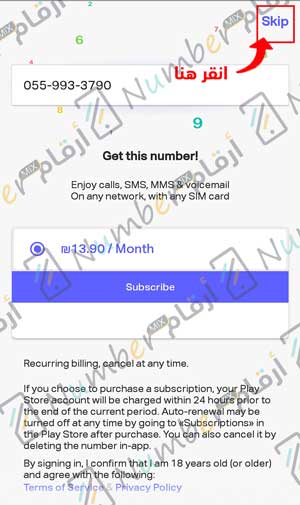 2
Skip
6
7
انقر هنا
055-993-3790
8
9
Get this number!
Enjoy calls, SMS, MMS & voicemail
On any network, with any SIM card
₪13.90 / Month
Subscribe
Recurring billing, cancel at any time.
If you choose to purchase a subscription, your Play
Store account will be charged within 24 hours prior to
the end of the current period. Auto-renewal may be
turned off at any time by going to «Subscriptions» in
the Play Store after purchase. You can also cancel it by
deleting the number in-app.
By signing in, I confirm that I am 18 years old (or older)
and agree with the following:
Terms of Service & Privacy Policy
أرقام Number MIX